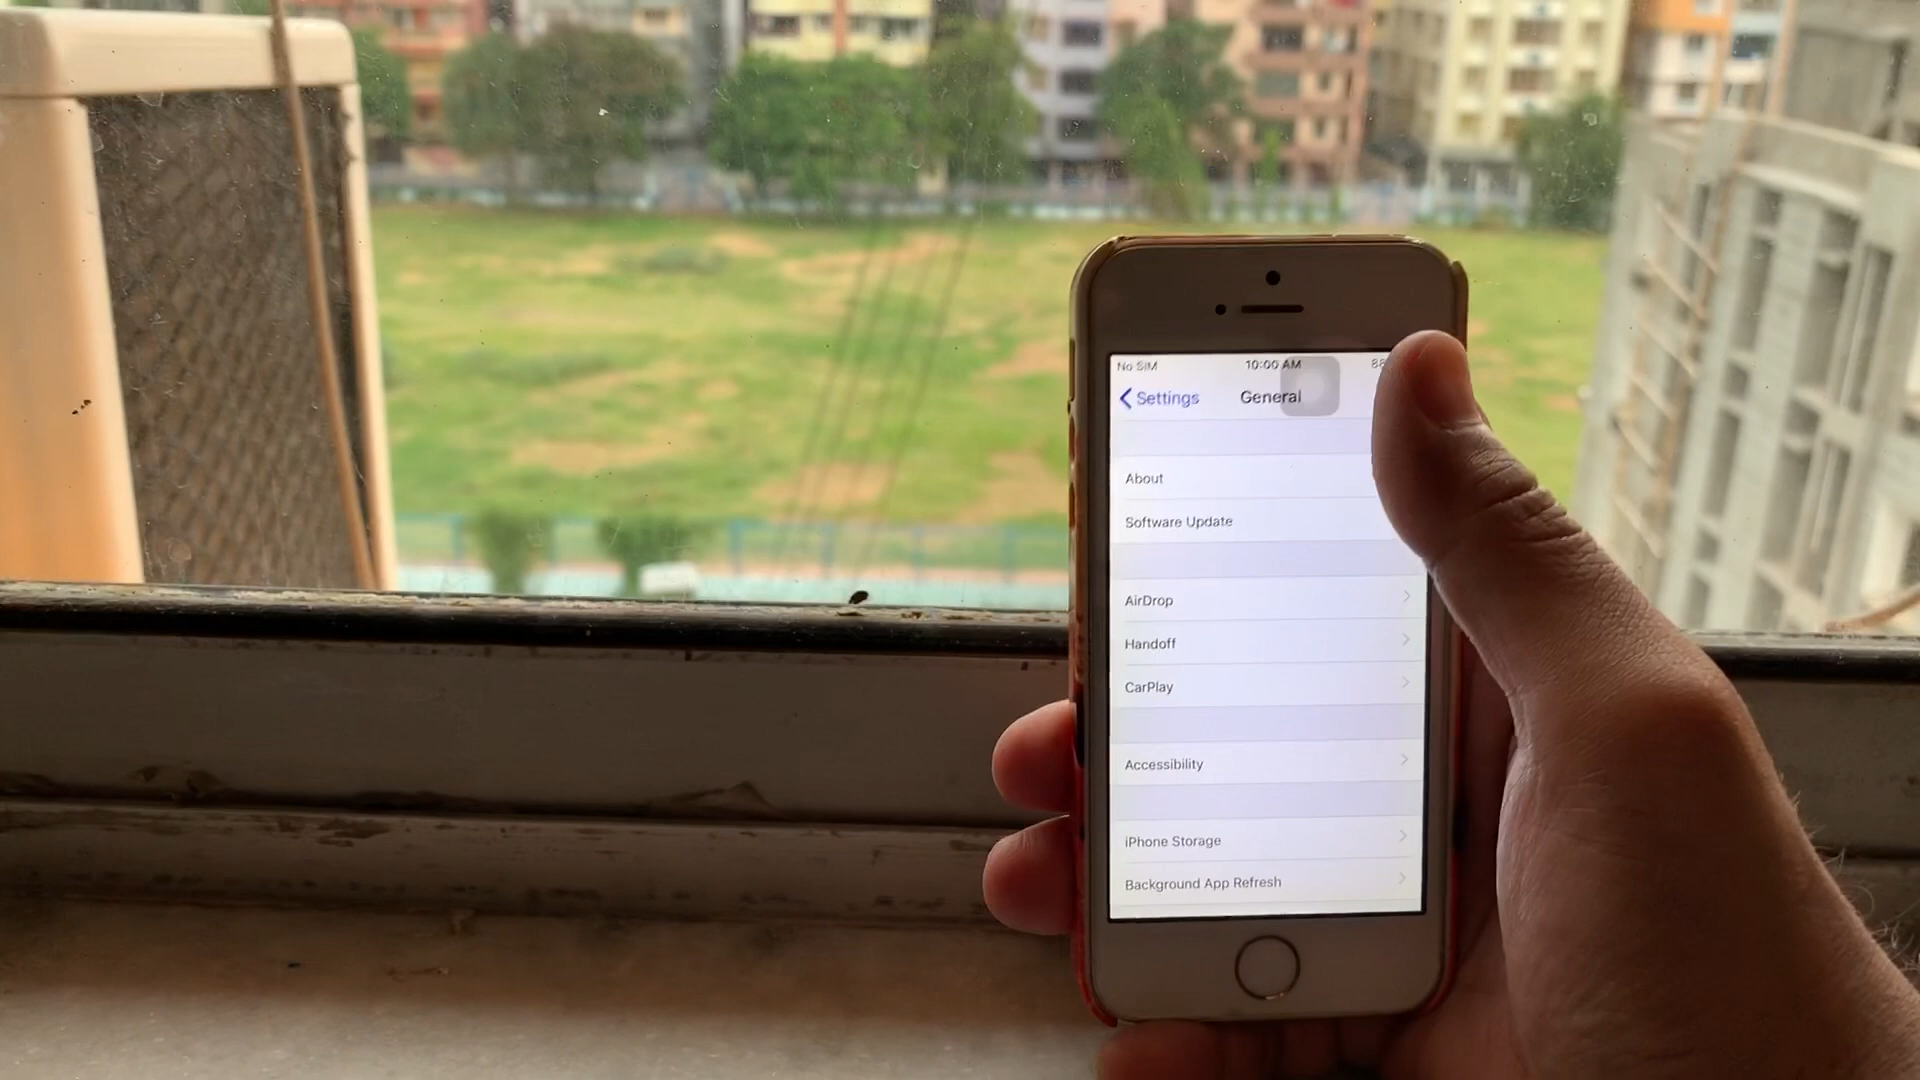 No SIM 10:00 AM 88
Settings General
About
Software Update
AirDrop
Handoff
CarPlay
Accessibility
iPhone Storage
Background App Refresh